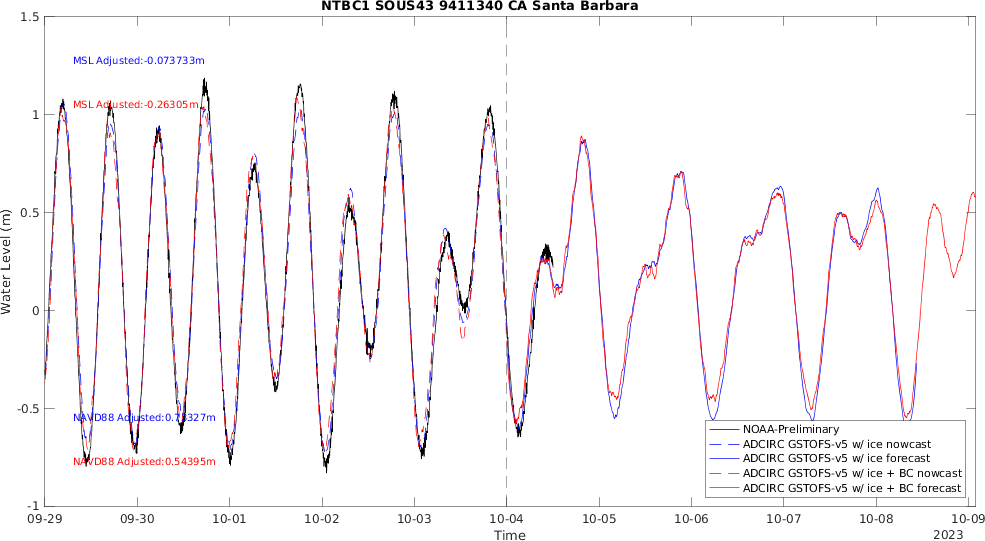 NTBC1 SOUS43 9411340 CA Santa Barbara
1.5
MSL Adjusted:-0.073733m
MSL Adjusted:-0.26305m
1
0.5
Water Level (m)
0
-0.5
NAVD88 Adjusted:0.73327m
NAVD88 Adjusted:0.54395m
-1
NOAA-Preliminary
ADCIRC GSTOFS-v5 w/ ice nowcast
ADCIRC GSTOFS-v5 w/ ice forecast
ADCIRC GSTOFS-v5 w/ ice + BC nowcast
ADCIRC GSTOFS-v5 w/ ice + BC forecast
09-29 09-30 10-01 10-02 10-03 10-04 10-05 10-06 10-07 10-08 10-09
Time
2023